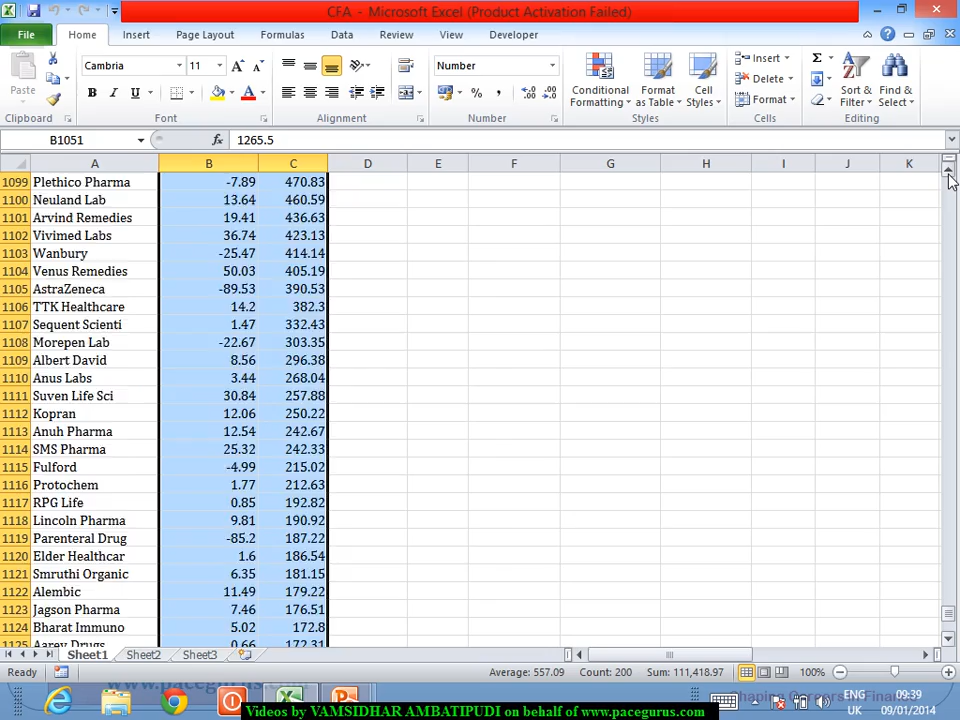 CFA - Microsoft Excel (Product Activation Failed)
File Home Insert Page Layout Formulas Data Review View Developer
Cambria 11 Number Insert
Paste Delete
B I U A % , Format
Conditional Formatting Format as Table Cell Styles Sort & Filter Find & Select
Clipboard Font Alignment Number Styles Cells Editing
B1051 fx 1265.5
A B C D E F G H I J K
1099 Plethico Pharma -7.89 470.83
1100 Neuland Lab 13.64 460.59
1101 Arvind Remedies 19.41 436.63
1102 Vivimed Labs 36.74 423.13
1103 Wanbury -25.47 414.14
1104 Venus Remedies 50.03 405.19
1105 AstraZeneca -89.53 390.53
1106 TTK Healthcare 14.2 382.3
1107 Sequent Scienti 1.47 332.43
1108 Morepen Lab -22.67 303.35
1109 Albert David 8.56 296.38
1110 Anus Labs 3.44 268.04
1111 Suven Life Sci 30.84 257.88
1112 Kopran 12.06 250.22
1113 Anuh Pharma 12.54 242.67
1114 SMS Pharma 25.32 242.33
1115 Fulford -4.99 215.02
1116 Protochem 1.77 212.63
1117 RPG Life 0.85 192.82
1118 Lincoln Pharma 9.81 190.92
1119 Parenteral Drug -85.2 187.22
1120 Elder Healthcar 1.6 186.54
1121 Smruthi Organic 6.35 181.15
1122 Alembic 11.49 179.22
1123 Jagson Pharma 7.46 176.51
1124 Bharat Immuno 5.02 172.8
1125 Aarey Drugs 0.66 172.31
Sheet1 Sheet2 Sheet3
Ready Average: 557.09 Count: 200 Sum: 111,418.97 100%
www.pacegurus.com Shaping Careers in Finance
ENG 09:39
UK 09/01/2014
Videos by VAMSIDHAR AMBATIPUDI on behalf of www.pacegurus.com